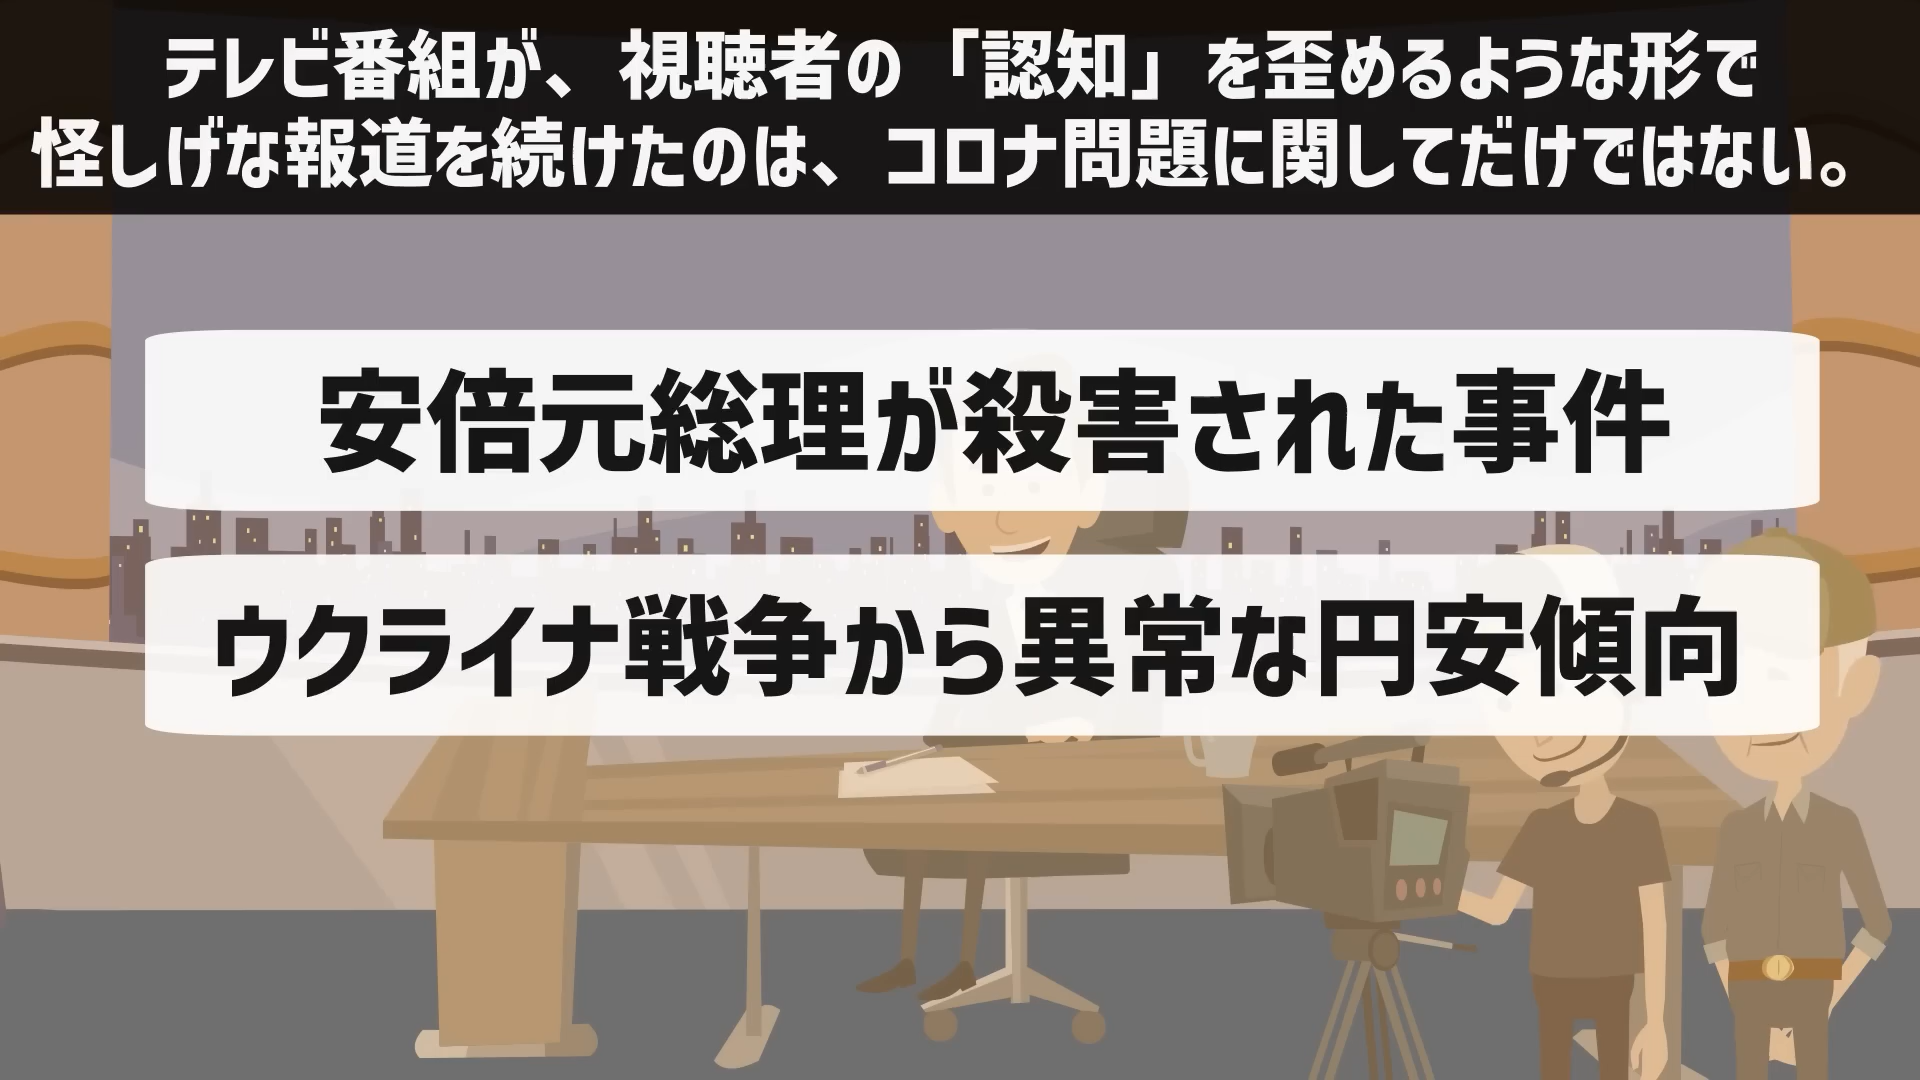 テレビ番組が、視聴者の「認知」を歪めるような形で
怪しげな報道を続けたのは、コロナ問題に関してだけではない。
安倍元総理が殺害された事件
ウクライナ戦争から異常な円安傾向